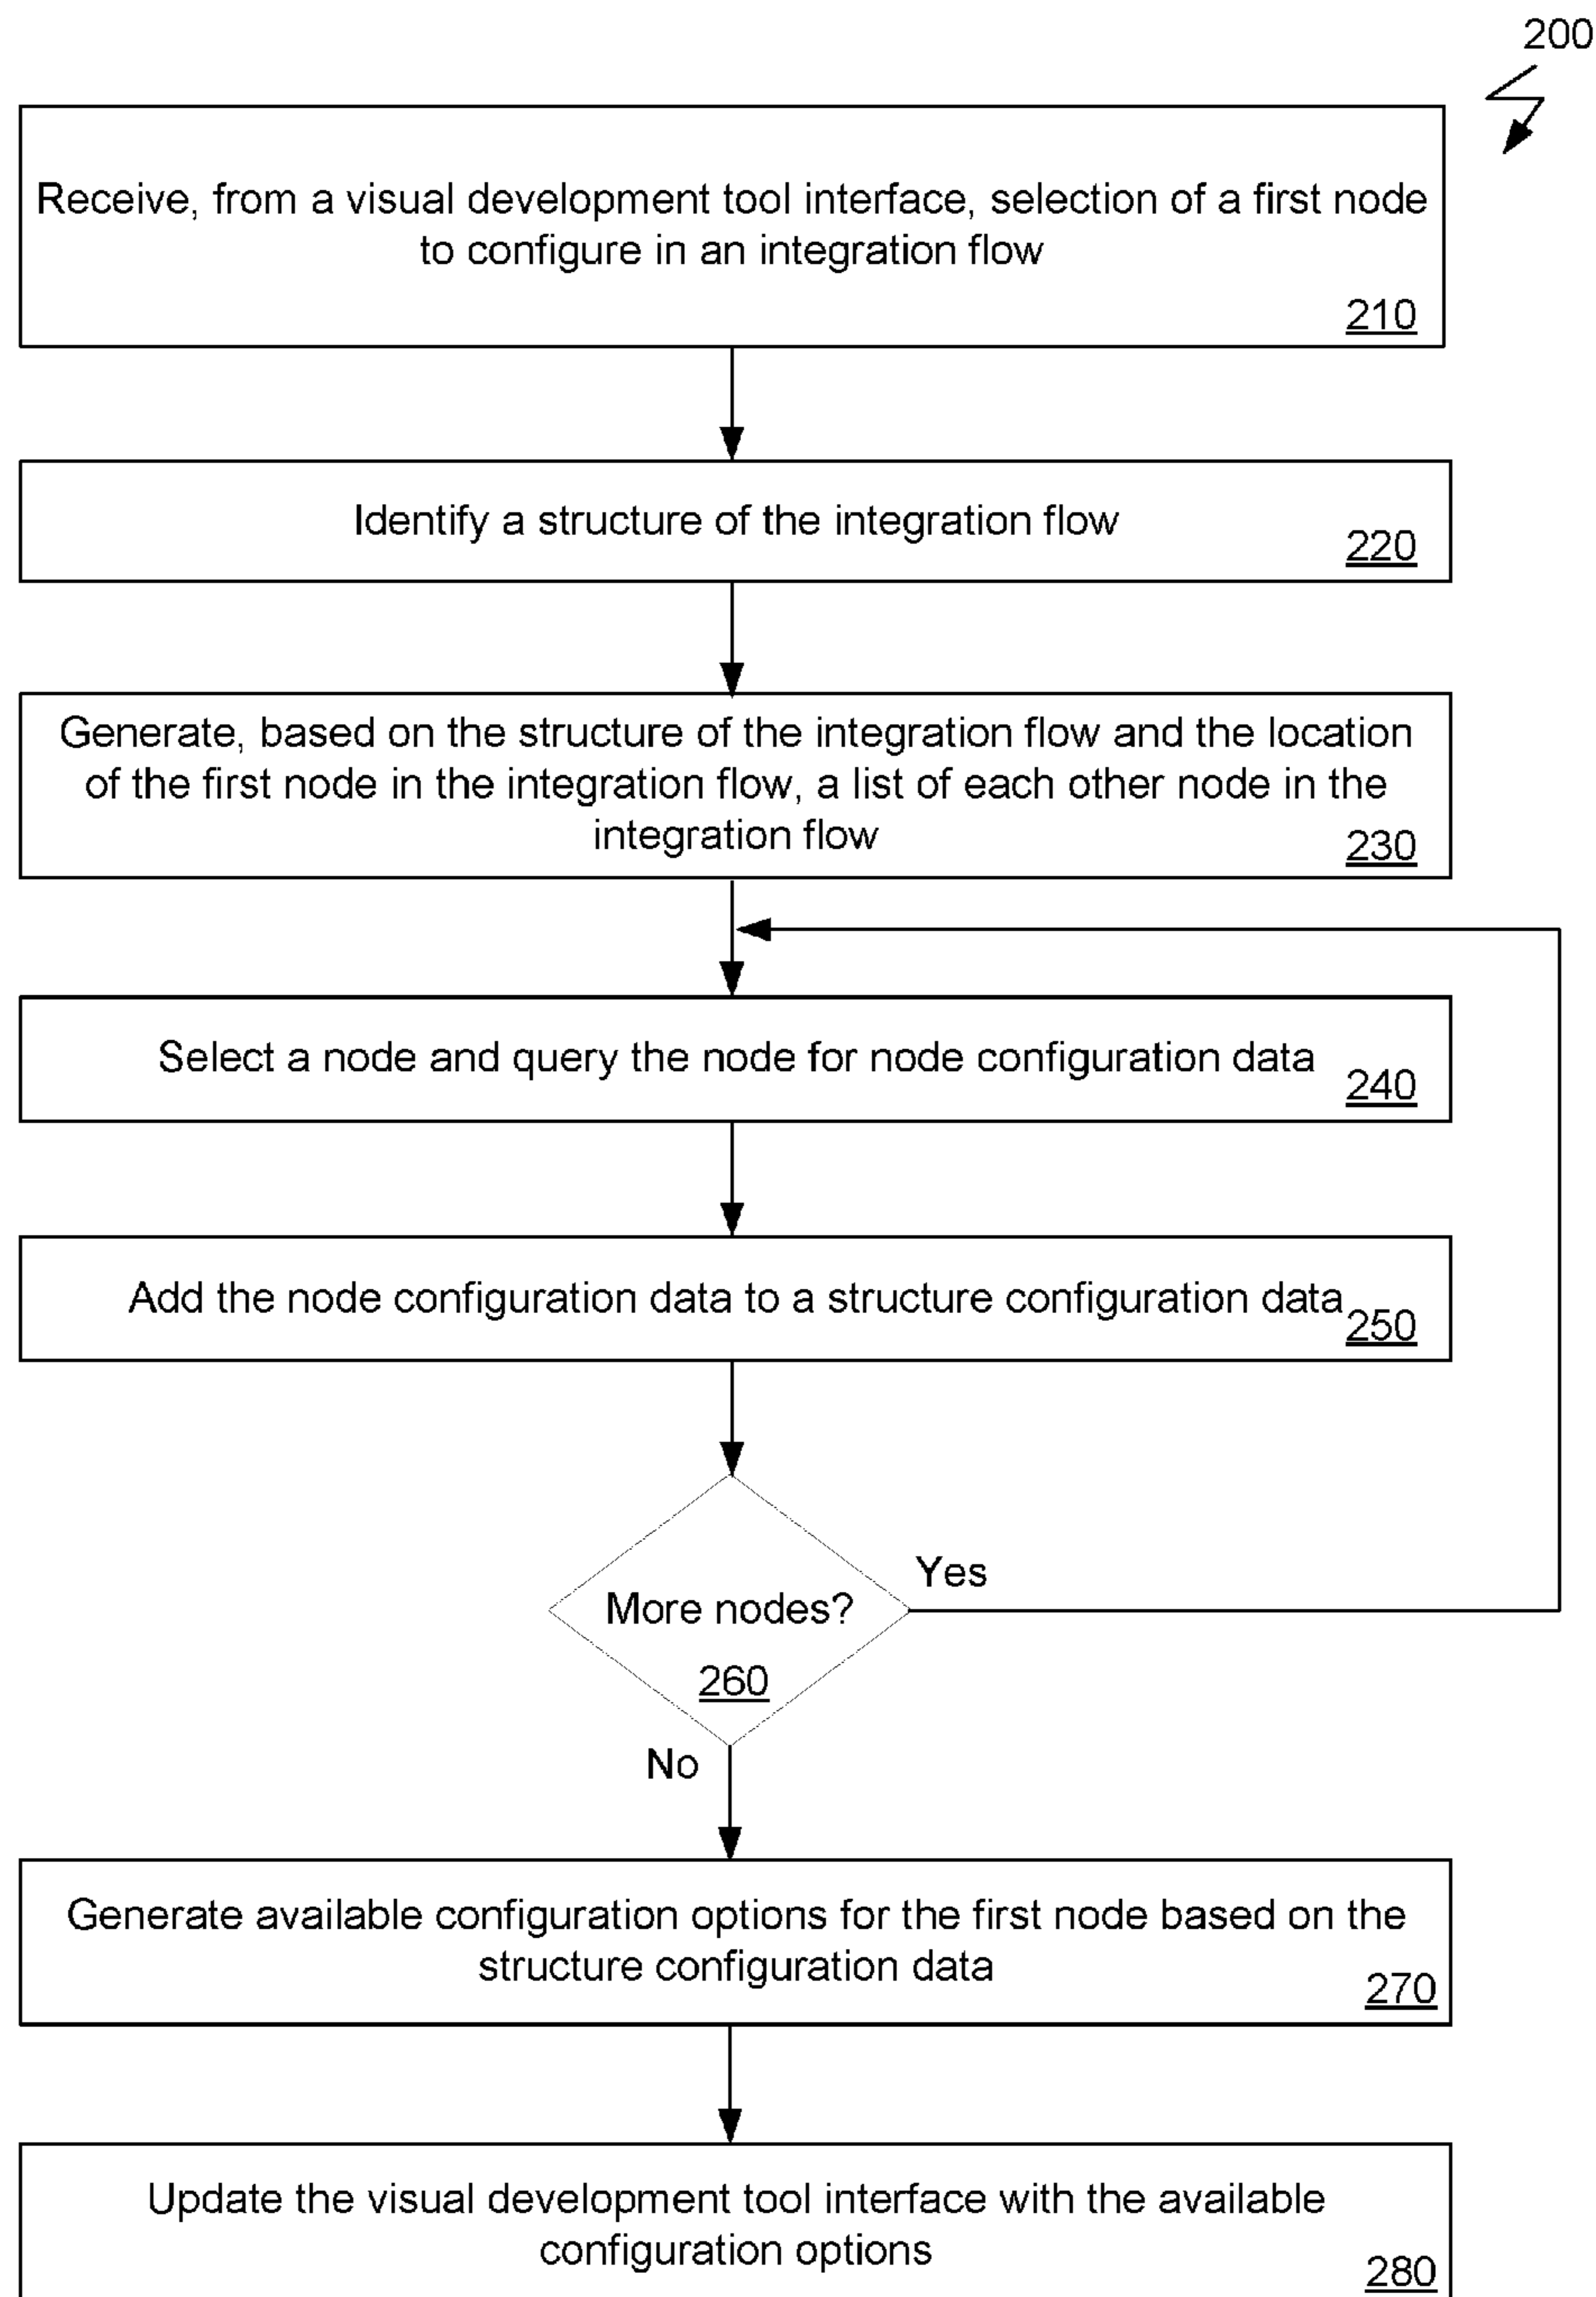 200
Receive, from a visual development tool interface, selection of a first node
to configure in an integration flow
210
Identify a structure of the integration flow
220
Generate, based on the structure of the integration flow and the location
of the first node in the integration flow, a list of each other node in the
integration flow
230
Select a node and query the node for node configuration data
240
Add the node configuration data to a structure configuration data
250
More nodes?
260
Yes
No
Generate available configuration options for the first node based on the
structure configuration data
270
Update the visual development tool interface with the available
configuration options
280